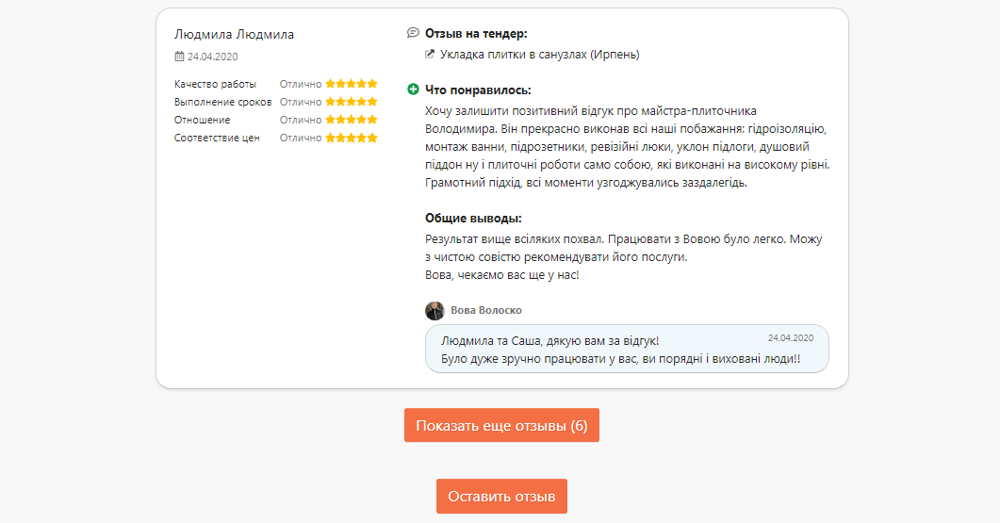 Людмила Людмила
24.04.2020
Качество работы Отлично
Выполнение сроков Отлично
Отношение Отлично
Соответствие цен Отлично
Отзыв на тендер:
Укладка плитки в санузлах (Ирпень)
Что понравилось:
Хочу залишити позитивний відгук про майстра-плиточника
Володимира. Він прекрасно виконав всі наші побажання: гідроізоляцію,
монтаж ванни, підрозетники, ревізійні люки, уклон підлоги, душовий
піддон ну і плиточні роботи само собою, які виконані на високому рівні.
Грамотний підхід, всі моменти узгоджувались заздалегідь.
Общие выводы:
Результат вище всіляких похвал. Працювати з Вовою було легко. Можу
з чистою совістю рекомендувати його послуги.
Вова, чекаємо вас ще у нас!
Вова Волоско
Людмила та Саша, дякую вам за відгук! 24.04.2020
Було дуже зручно працювати у вас, ви порядні і виховані люди!!
Показать еще отзывы (6)
Оставить отзыв